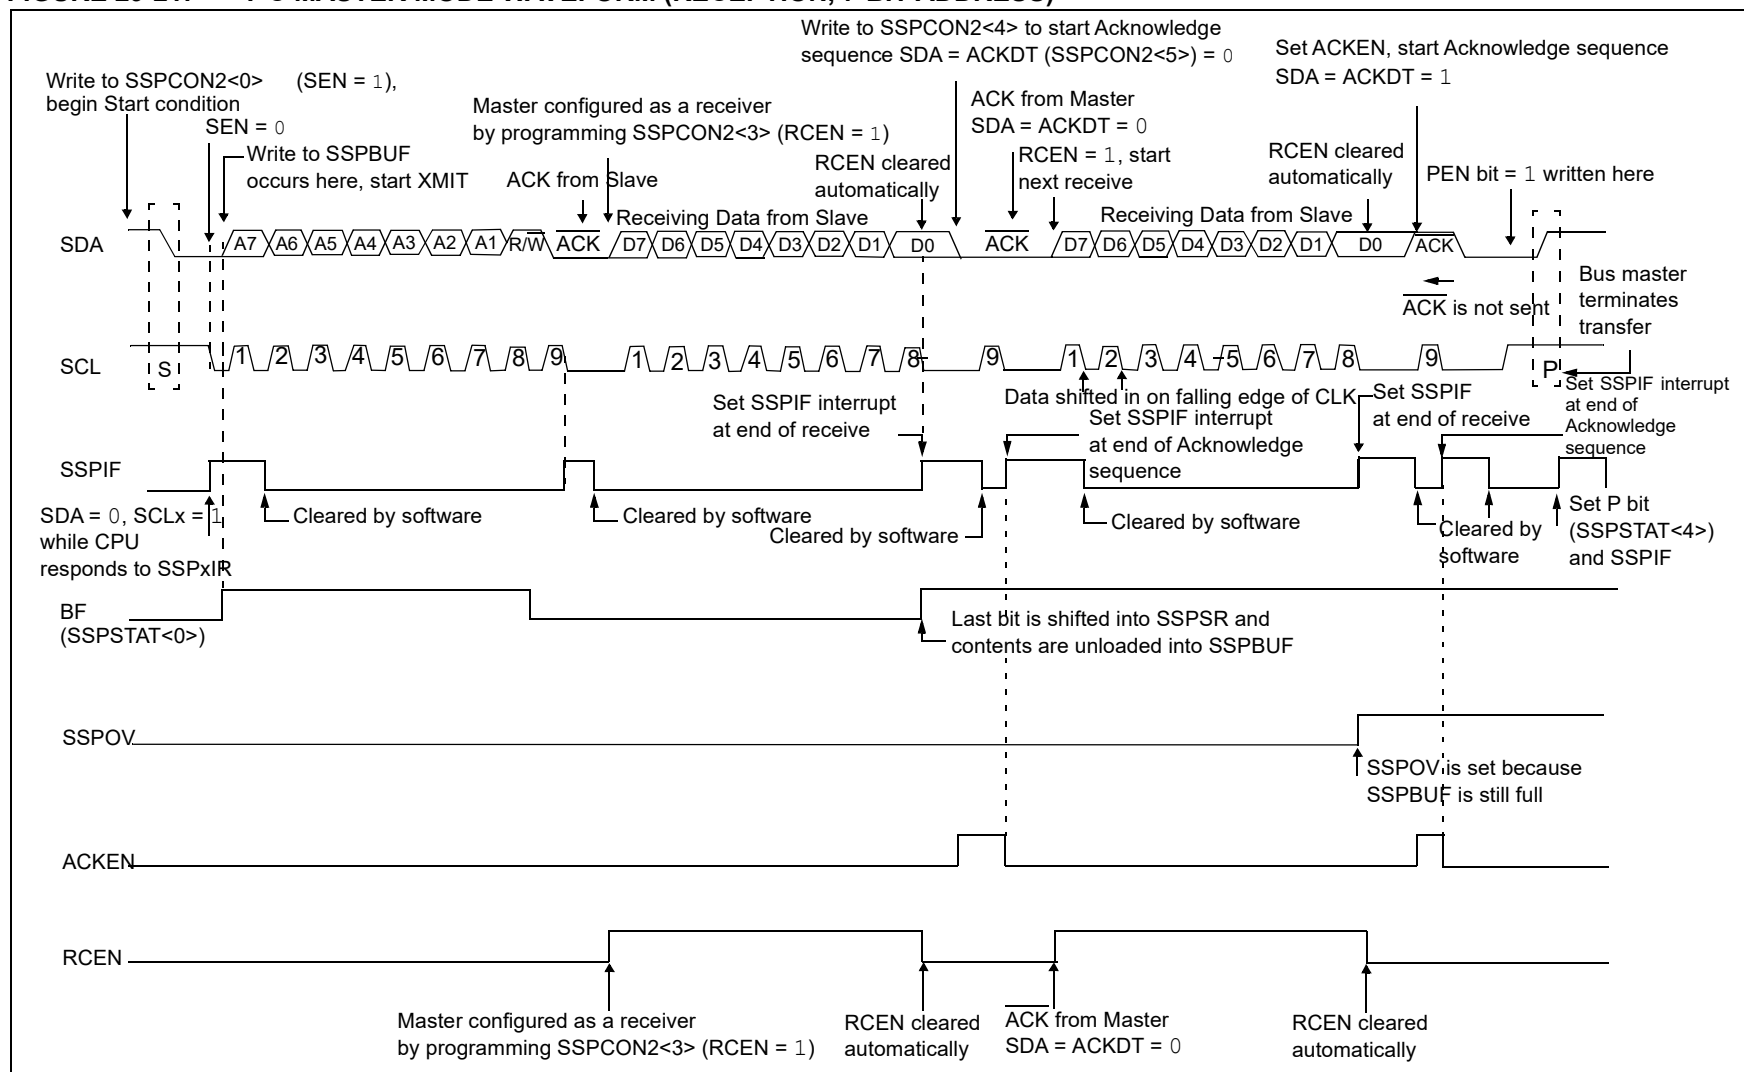 Write to SSPCON2<4> to start Acknowledge
sequence SDA = ACKDT (SSPCON2<5>) = 0
Set ACKEN, start Acknowledge sequence
SDA = ACKDT = 1
Write to SSPCON2<0> (SEN = 1),
begin Start condition
SEN = 0
Write to SSPBUF
occurs here, start XMIT
Master configured as a receiver
by programming SSPCON2<3> (RCEN = 1)
ACK from Slave
RCEN cleared
automatically
ACK from Master
SDA = ACKDT = 0
RCEN = 1, start
next receive
RCEN cleared
automatically
PEN bit = 1 written here
Receiving Data from Slave
Receiving Data from Slave
SDA
A7 A6 A5 A4 A3 A2 A1 R/W ACK D7 D6 D5 D4 D3 D2 D1 D0 ACK D7 D6 D5 D4 D3 D2 D1 D0 ACK
ACK is not sent
Bus master
terminates
transfer
SCL
S 1 2 3 4 5 6 7 8 9 1 2 3 4 5 6 7 8 9 1 2 3 4 5 6 7 8 9 P
Data shifted in on falling edge of CLK
Set SSPIF interrupt
at end of receive
Set SSPIF interrupt
at end of Acknowledge
sequence
Set SSPIF
at end of receive
Set SSPIF interrupt
at end of
Acknowledge
sequence
SSPIF
SDA = 0, SCLx = 1
while CPU
responds to SSPxIR
Cleared by software
Cleared by software
Cleared by software
Cleared by software
Cleared by
software
Set P bit
(SSPSTAT<4>)
and SSPIF
BF
(SSPSTAT<0>)
Last bit is shifted into SSPSR and
contents are unloaded into SSPBUF
SSPOV
SSPOV is set because
SSPBUF is still full
ACKEN
RCEN
Master configured as a receiver
by programming SSPCON2<3> (RCEN = 1)
RCEN cleared
automatically
ACK from Master
SDA = ACKDT = 0
RCEN cleared
automatically